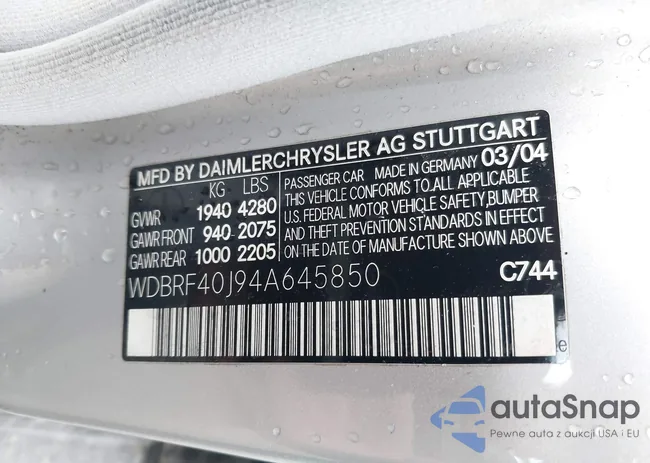 MFD BY DAIMLERCHRYSLER AG STUTTGART
KG LBS
GVWR 1940 4280
GAWR FRONT 940 2075
GAWR REAR 1000 2205
PASSENGER CAR MADE IN GERMANY 03/04
THIS VEHICLE CONFORMS TO ALL APPLICABLE
U.S. FEDERAL MOTOR VEHICLE SAFETY, BUMPER
AND THEFT PREVENTION STANDARDS IN EFFECT
ON THE DATE OF MANUFACTURE SHOWN ABOVE
WDBRF40J94A645850 C744
e
autaSnap
Pewne auta z aukcji USA i EU